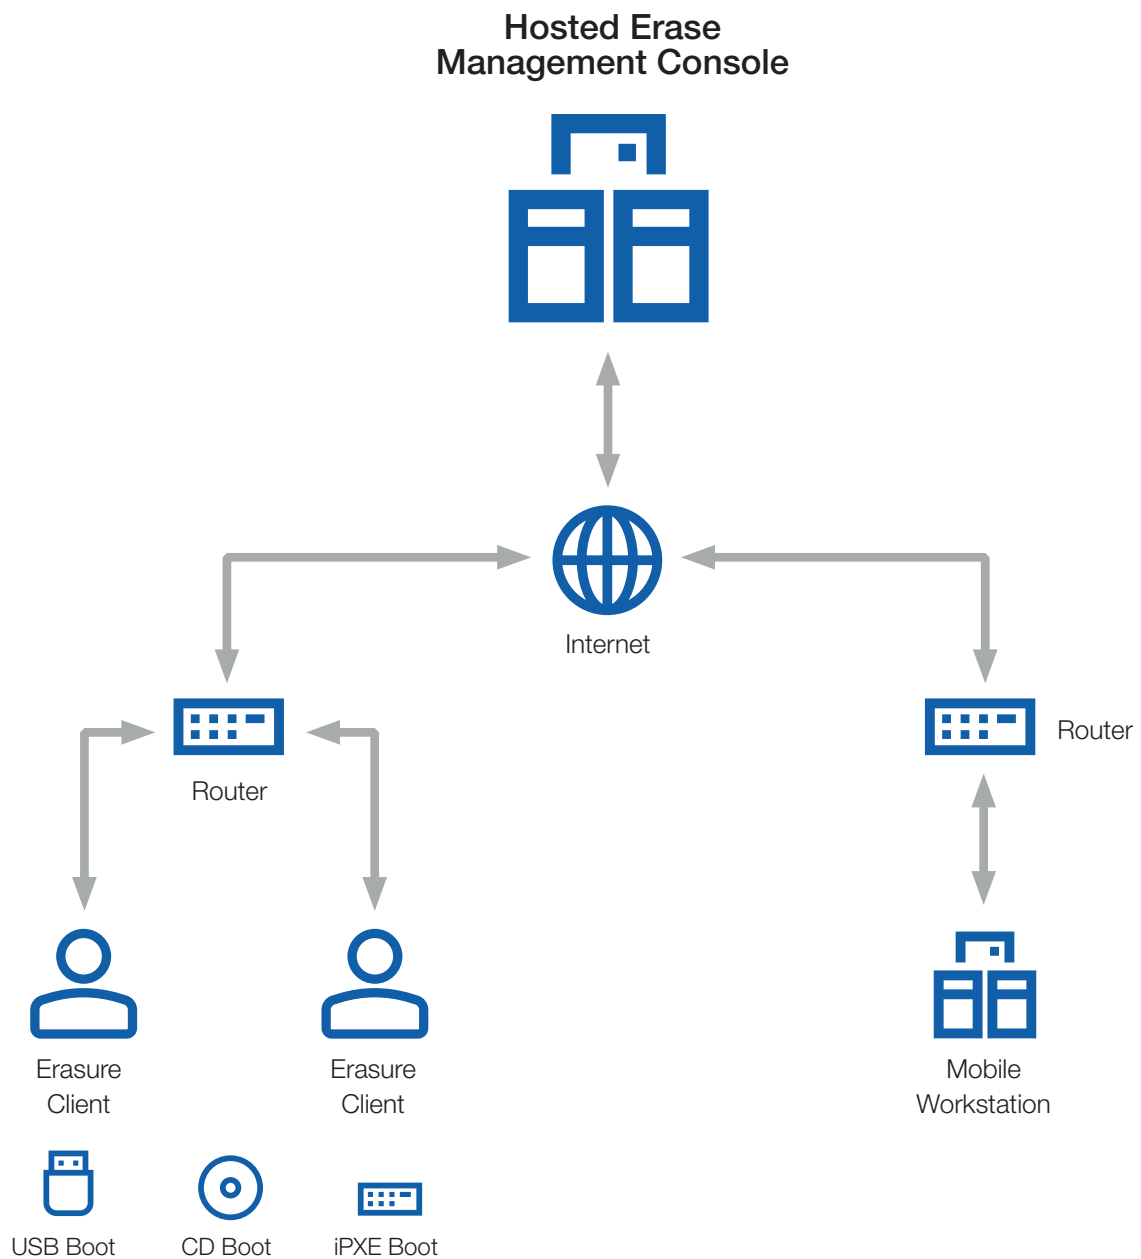 Hosted Erase
Management Console
Internet
Router
Router
Erasure
Client
Erasure
Client
Mobile
Workstation
USB Boot
CD Boot
iPXE Boot